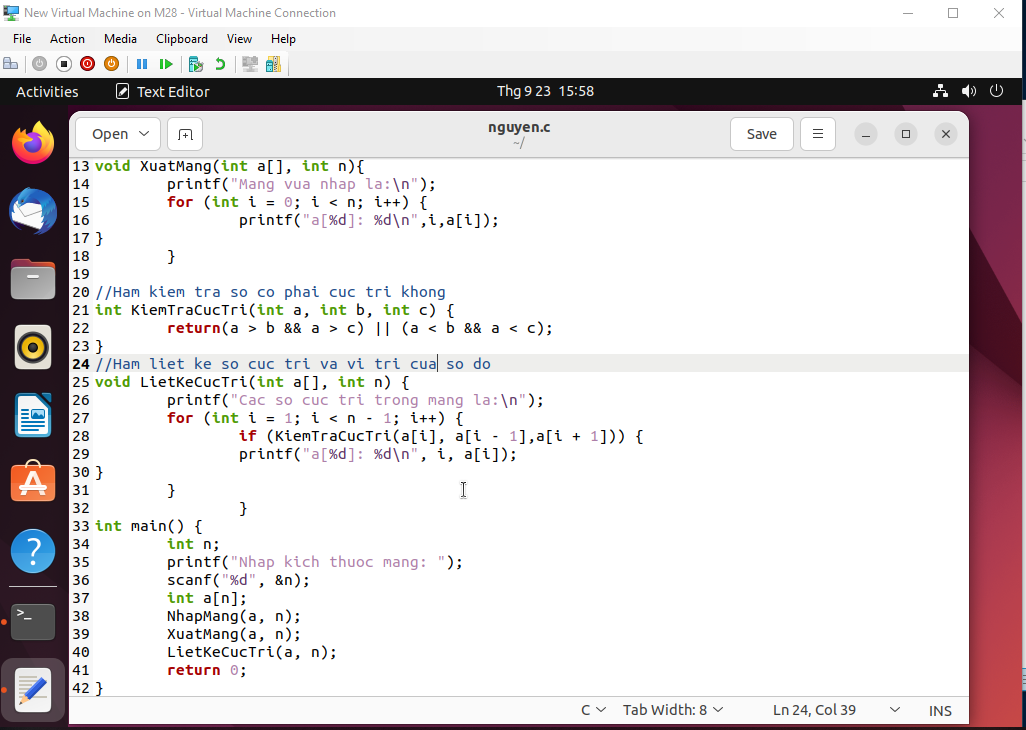 New Virtual Machine on M28 - Virtual Machine Connection
File Action Media Clipboard View Help
Activities Text Editor Thg 9 23 15:58
Open nguyen.c Save
~/
13 void XuatMang(int a[], int n){
14 printf("Mang vua nhap la:\n");
15 for (int i = 0; i < n; i++) {
16 printf("a[%d]: %d\n",i,a[i]);
17 }
18 }
19
20 //Ham kiem tra so co phai cuc tri khong
21 int KiemTraCucTri(int a, int b, int c) {
22 return(a > b && a > c) || (a < b && a < c);
23 }
24 //Ham liet ke so cuc tri va vi tri cua so do
25 void LietKeCucTri(int a[], int n) {
26 printf("Cac so cuc tri trong mang la:\n");
27 for (int i = 1; i < n - 1; i++) {
28 if (KiemTraCucTri(a[i], a[i - 1],a[i + 1])) {
29 printf("a[%d]: %d\n", i, a[i]);
30 }
31 }
32 }
33 int main() {
34 int n;
35 printf("Nhap kich thuoc mang: ");
36 scanf("%d", &n);
37 int a[n];
38 NhapMang(a, n);
39 XuatMang(a, n);
40 LietKeCucTri(a, n);
41 return 0;
42 }
C Tab Width: 8 Ln 24, Col 39 INS